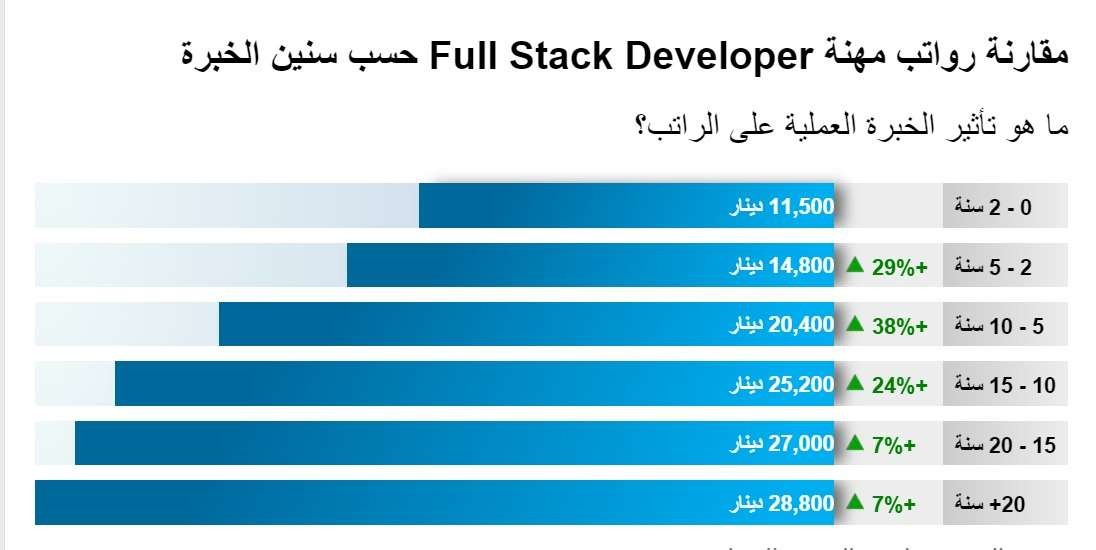 مقارنة رواتب مهنة Full Stack Developer حسب سنين الخبرة
ما هو تأثير الخبرة العملية على الراتب؟
0 - 2 سنة 11,500 دينار
2 - 5 سنة +29% ▲ 14,800 دينار
5 - 10 سنة +38% ▲ 20,400 دينار
10 - 15 سنة +24% ▲ 25,200 دينار
15 - 20 سنة +7% ▲ 27,000 دينار
20+ سنة +7% ▲ 28,800 دينار